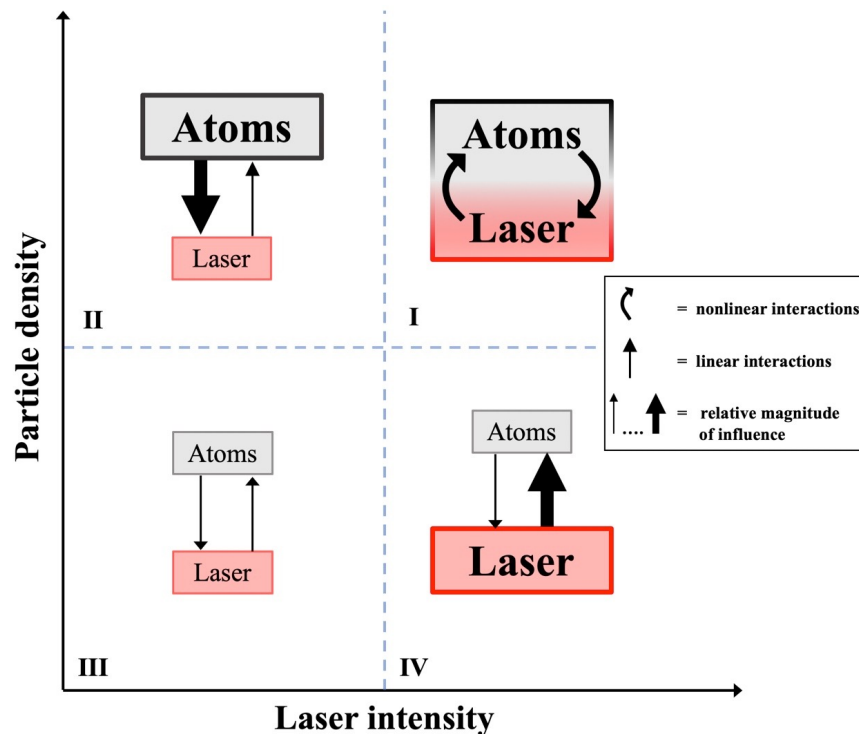 Particle density
Atoms
Laser
II
Atoms
Laser
I
= nonlinear interactions
= linear interactions
.... = relative magnitude
of influence
Atoms
Laser
III
Atoms
Laser
IV
Laser intensity